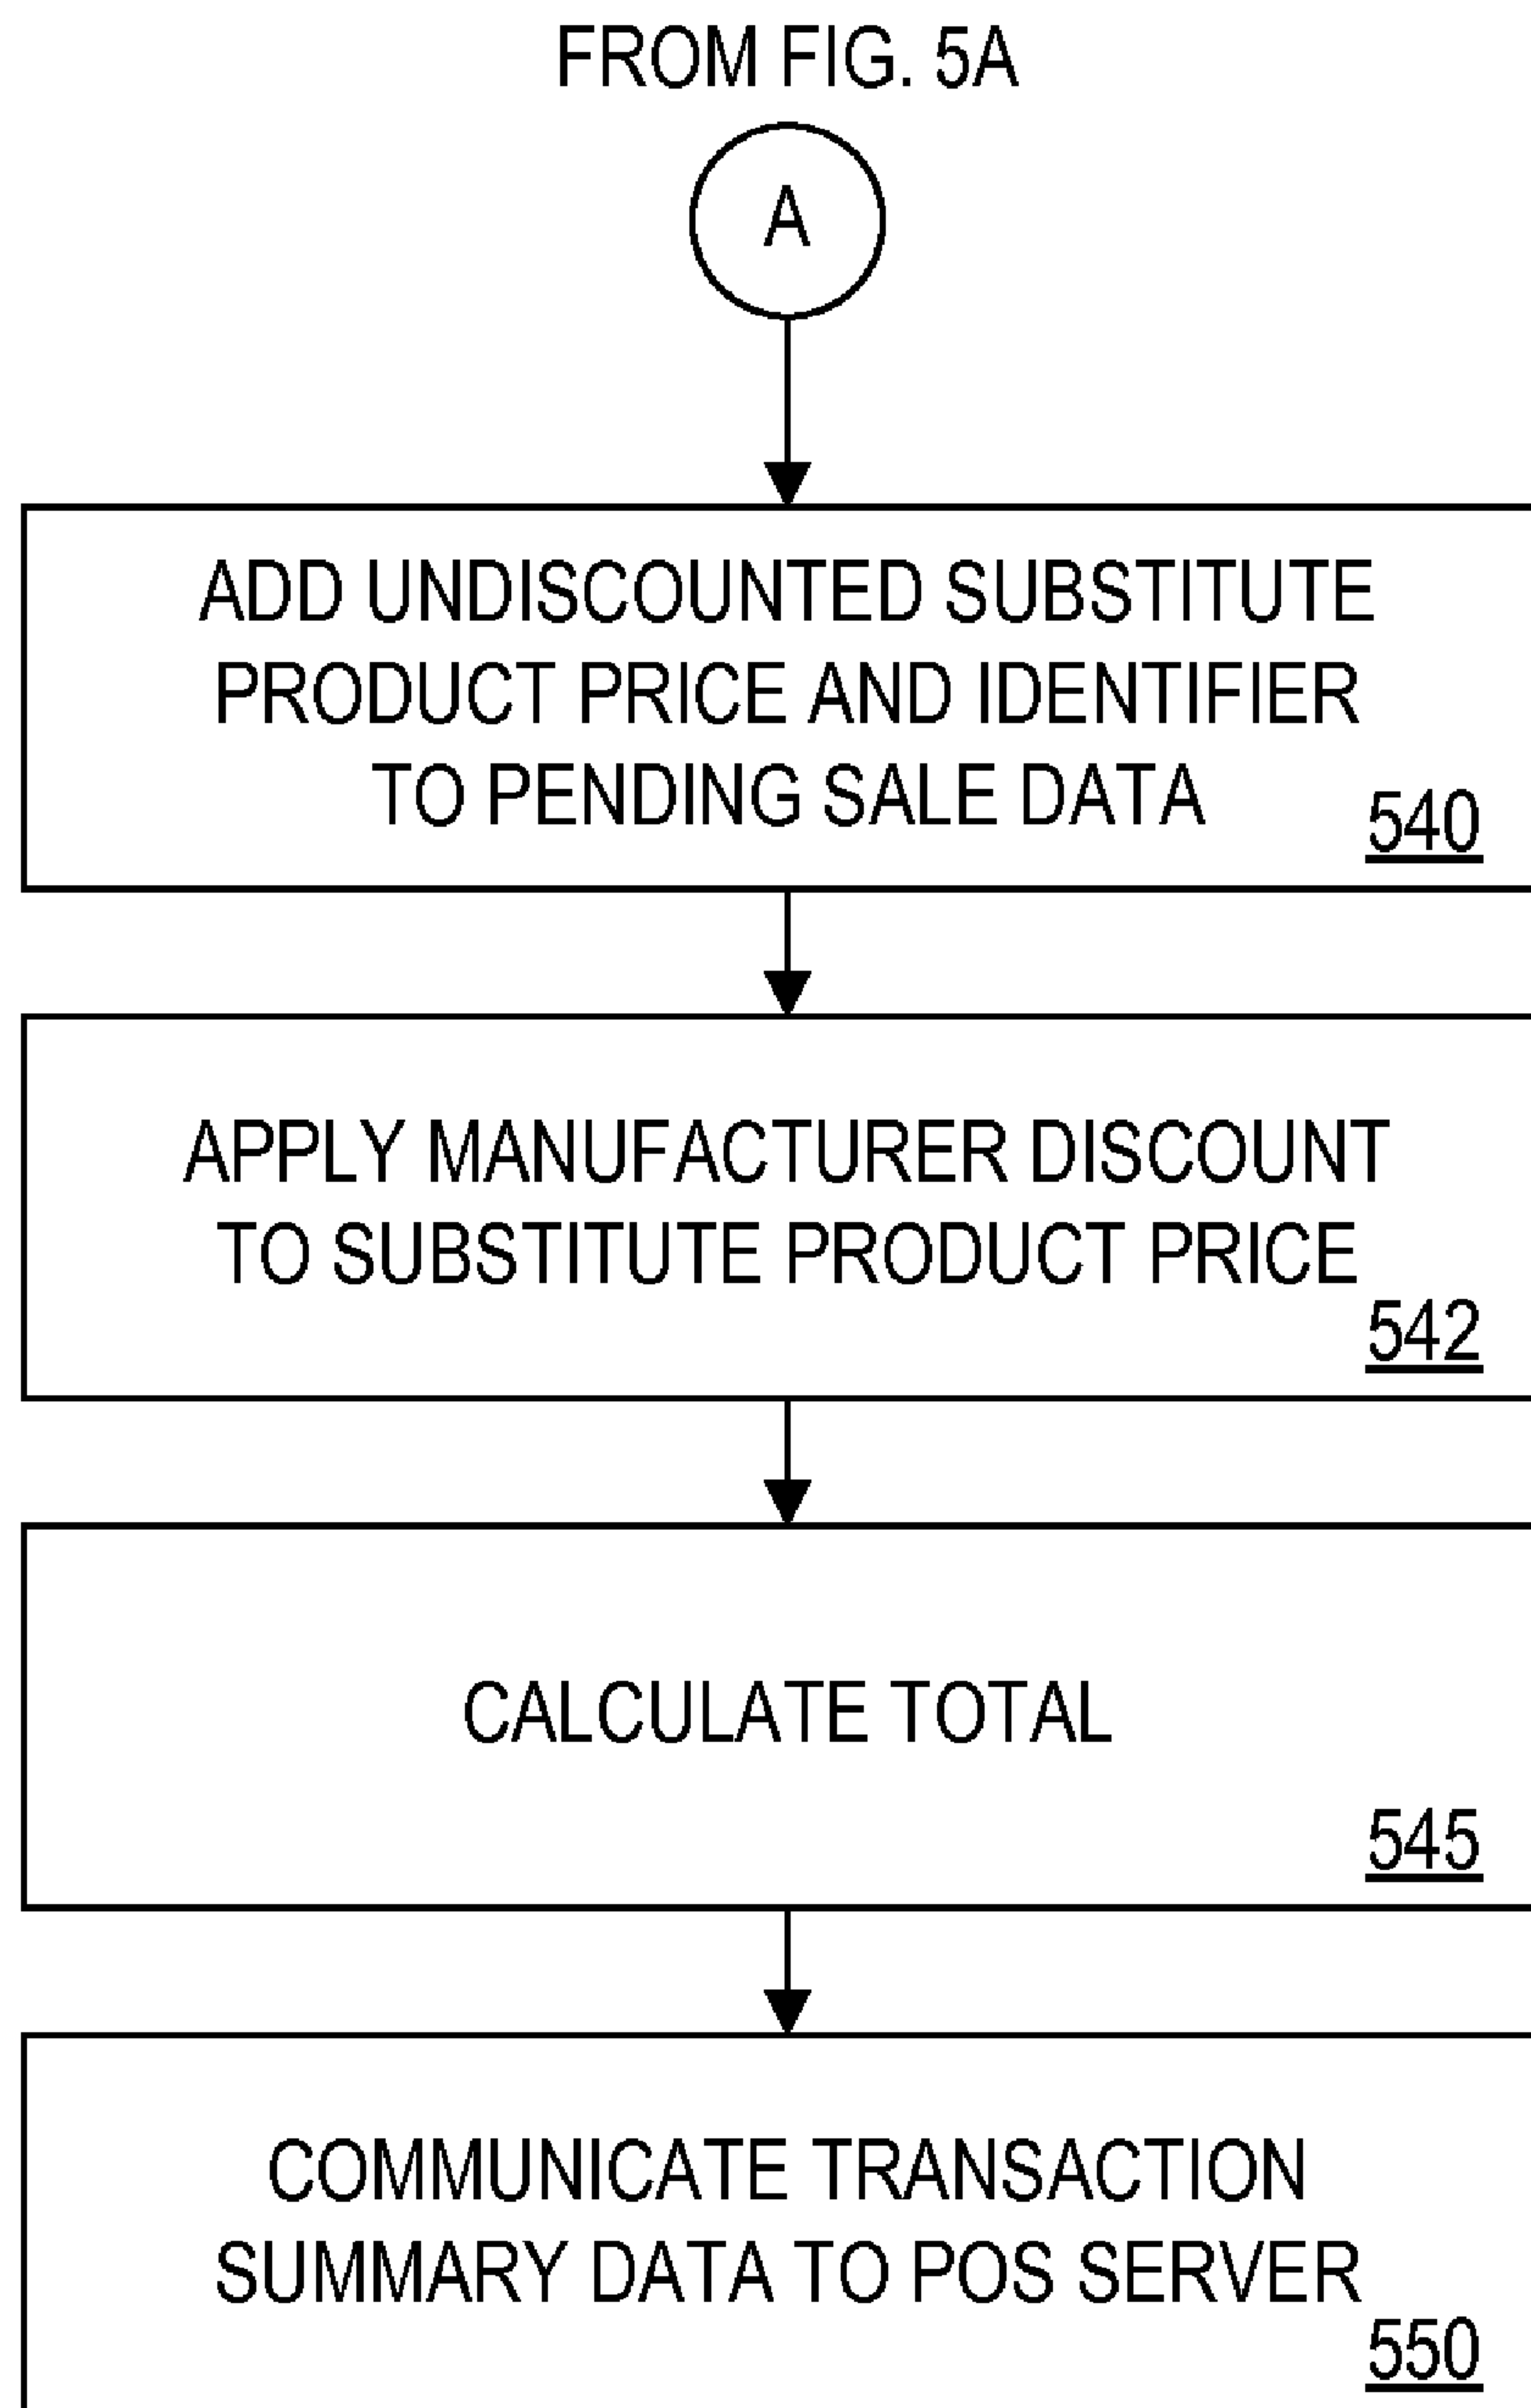 FROM FIG. 5A
A
ADD UNDISCOUNTED SUBSTITUTE
PRODUCT PRICE AND IDENTIFIER
TO PENDING SALE DATA
540
APPLY MANUFACTURER DISCOUNT
TO SUBSTITUTE PRODUCT PRICE
542
CALCULATE TOTAL
545
COMMUNICATE TRANSACTION
SUMMARY DATA TO POS SERVER
550